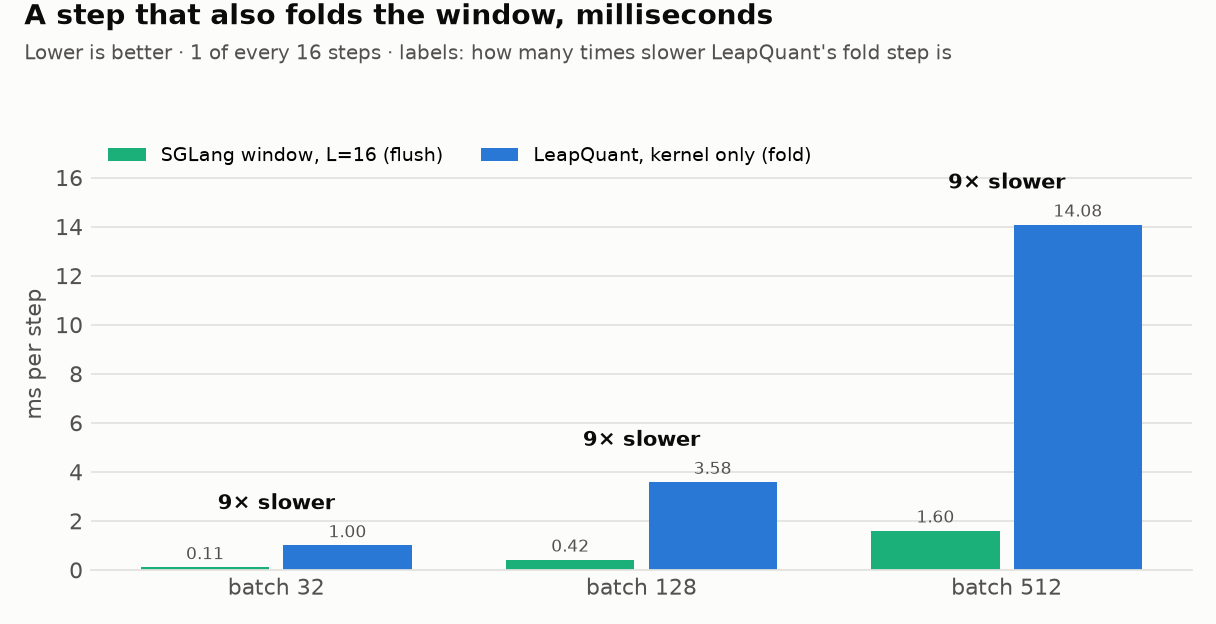 A step that also folds the window, milliseconds
Lower is better · 1 of every 16 steps · labels: how many times slower LeapQuant's fold step is
SGLang window, L=16 (flush)
LeapQuant, kernel only (fold)
ms per step
16
14
12
10
8
6
4
2
0
9× slower
0.11
1.00
9× slower
0.42
3.58
9× slower
1.60
14.08
batch 32
batch 128
batch 512